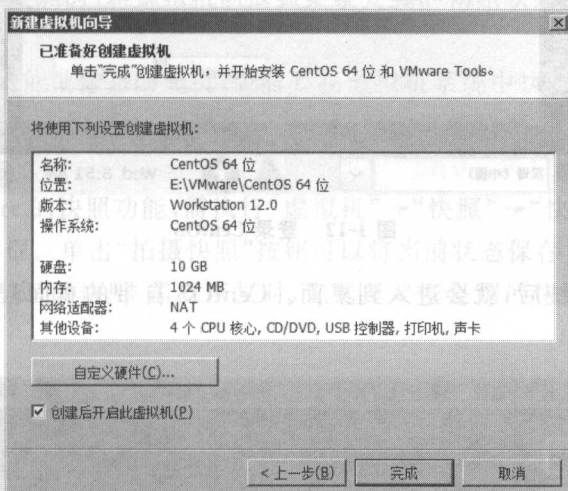 新建虚拟机向导
已准备好创建虚拟机
单击"完成"创建虚拟机，并开始安装 CentOS 64 位 和 VMware Tools。
将使用下列设置创建虚拟机：
名称： CentOS 64 位
位置： E:\VMware\CentOS 64 位
版本： Workstation 12.0
操作系统： CentOS 64 位
硬盘： 10 GB
内存： 1024 MB
网络适配器： NAT
其他设备： 4 个 CPU 核心, CD/DVD, USB 控制器, 打印机, 声卡
自定义硬件(C)...
创建后开启此虚拟机(P)
< 上一步(B)
完成
取消